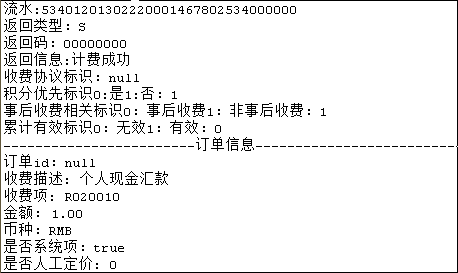 流水:53401201302220001467802534000000
返回类型: S
返回码: 00000000
返回信息:计费成功
收费协议标识: null
积分优先标识0:是1:否: 1
事后收费相关标识0: 事后收费1: 非事后收费: 1
累计有效标识0: 无效1: 有效: 0
------------------------订单信息-------------------------
订单id: null
收费描述: 个人现金汇款
收费项: R020010
金额: 1.00
币种: RMB
是否系统项: true
是否人工定价: 0